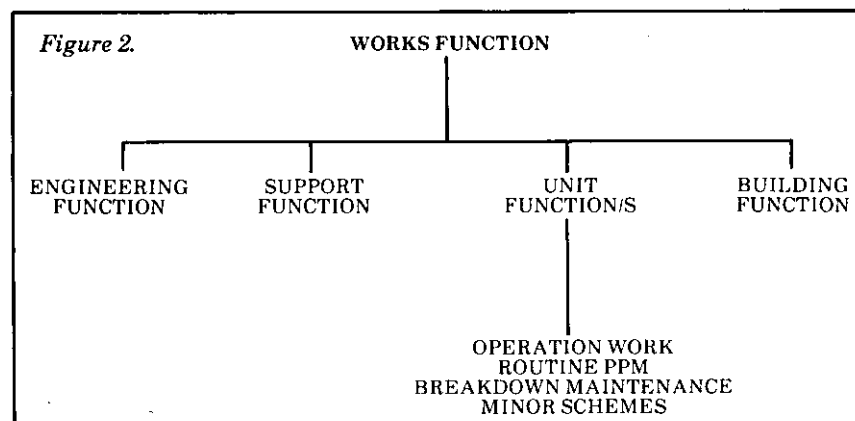 Figure 2.
WORKS FUNCTION
ENGINEERING
FUNCTION
SUPPORT
FUNCTION
UNIT
FUNCTION/S
BUILDING
FUNCTION
OPERATION WORK
ROUTINE PPM
BREAKDOWN MAINTENANCE
MINOR SCHEMES